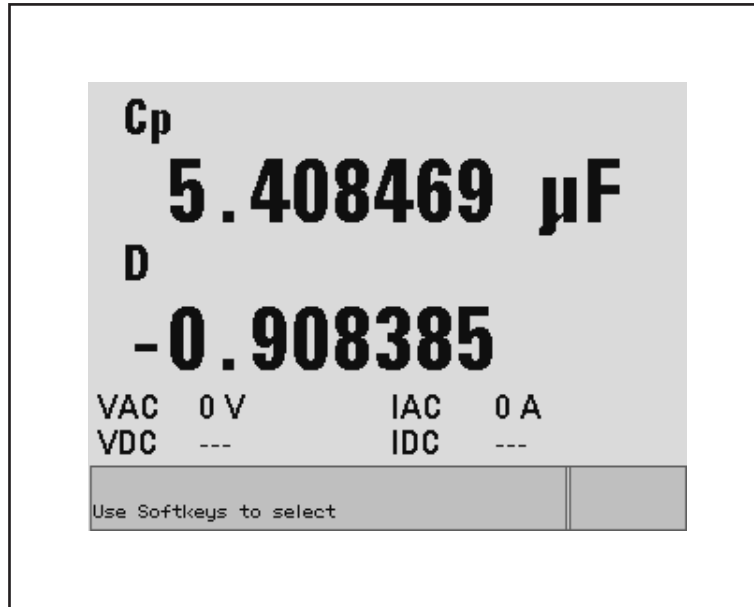 Cp
5.408469 µF
D
-0.908385
VAC 0 V IAC 0 A
VDC --- IDC ---
Use Softkeys to select